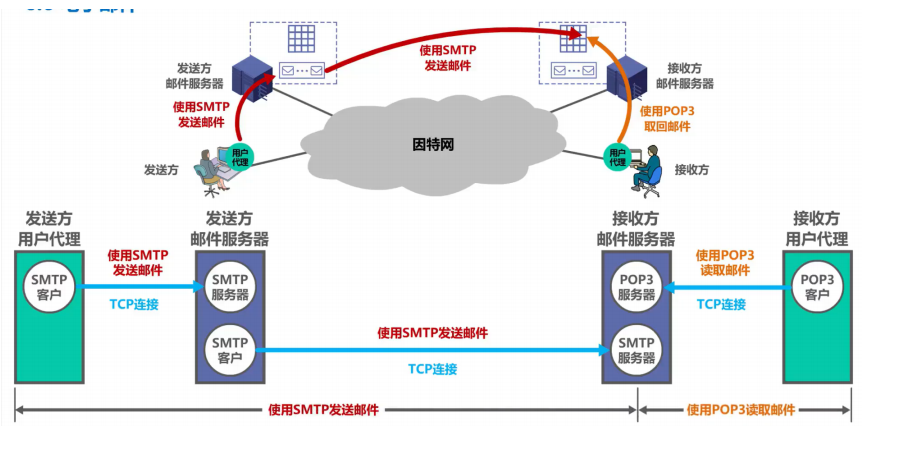 使用SMTP
发送邮件
发送方
邮件服务器
接收方
邮件服务器
使用SMTP
发送邮件
使用POP3
取回邮件
因特网
用户
代理
用户
代理
发送方
接收方
发送方
用户代理
发送方
邮件服务器
接收方
邮件服务器
接收方
用户代理
使用SMTP
发送邮件
使用POP3
读取邮件
SMTP
客户
SMTP
服务器
POP3
服务器
POP3
客户
TCP连接
TCP连接
使用SMTP发送邮件
SMTP
客户
SMTP
服务器
TCP连接
使用SMTP发送邮件
使用POP3读取邮件